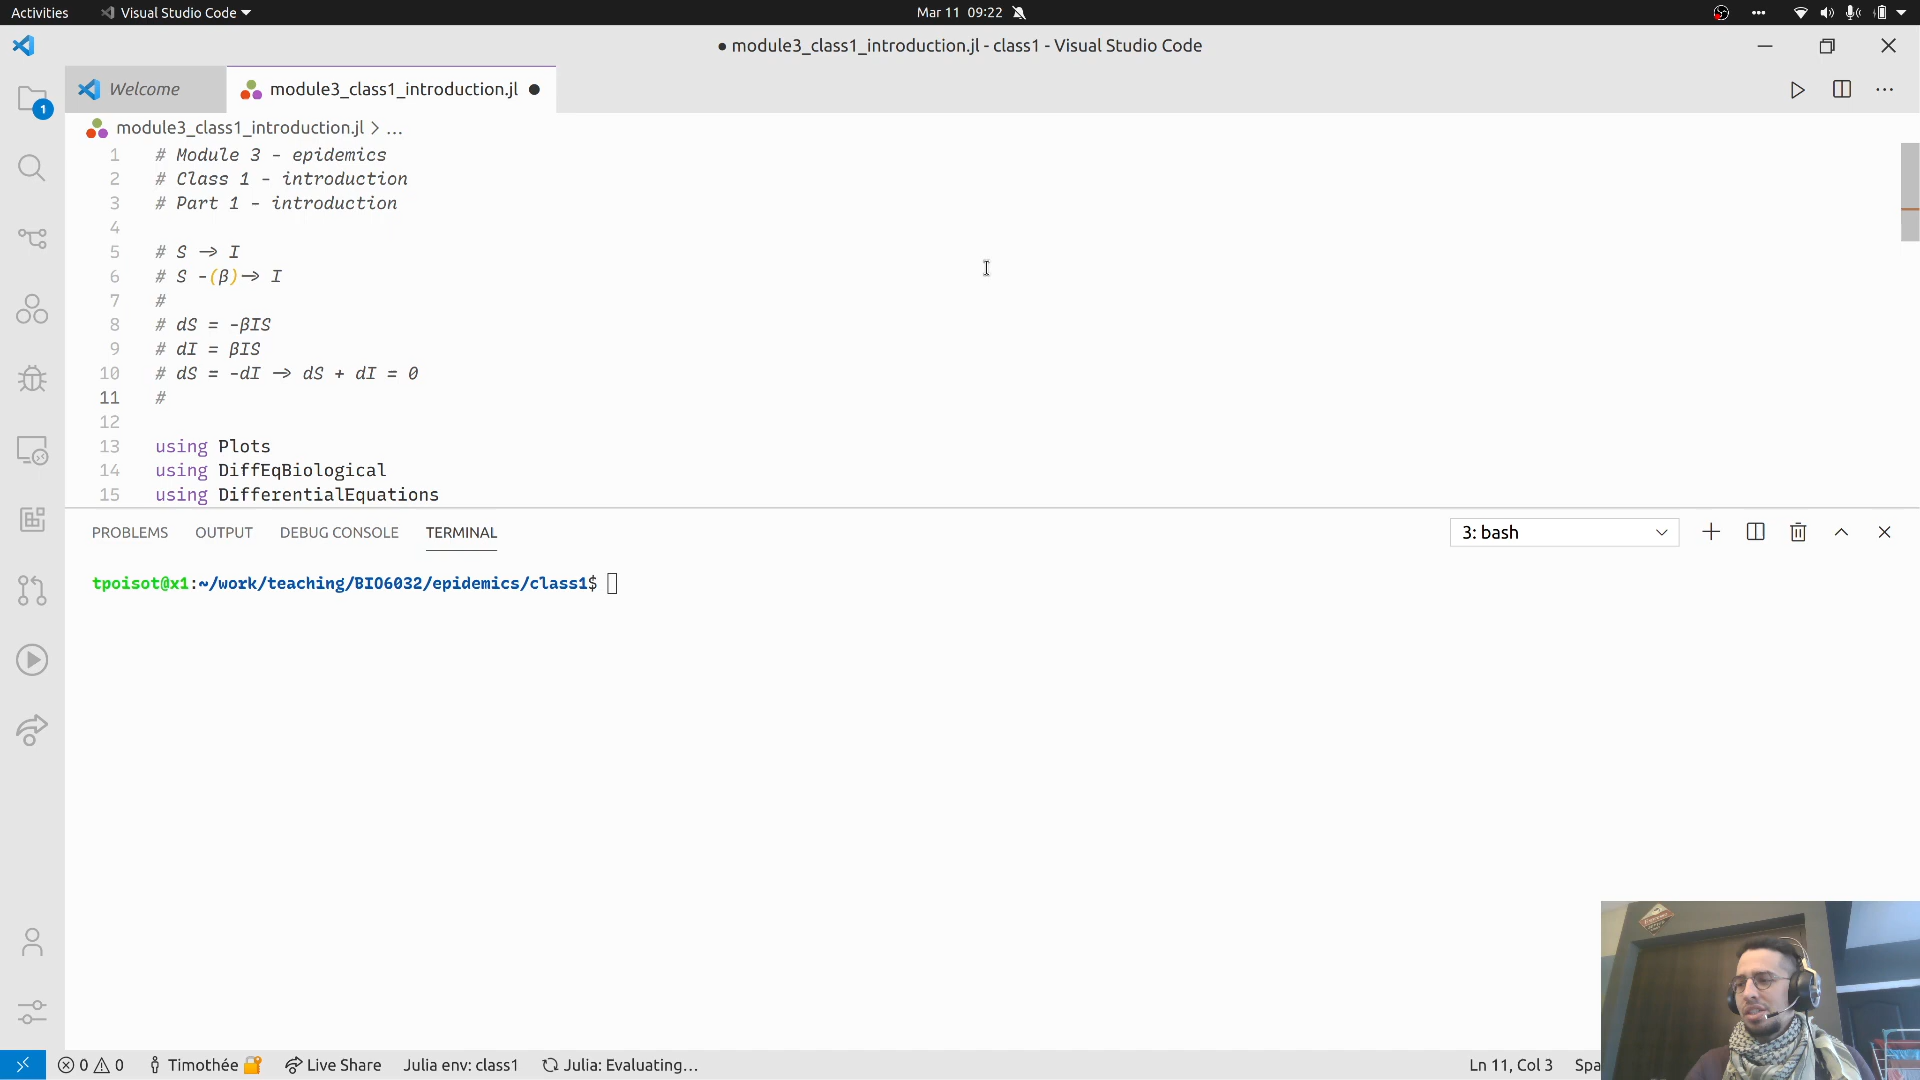 Activities
Visual Studio Code
Mar 11 09:22
● module3_class1_introduction.jl - class1 - Visual Studio Code
Welcome
module3_class1_introduction.jl ●
module3_class1_introduction.jl > ...
1 # Module 3 - epidemics
2 # Class 1 - introduction
3 # Part 1 - introduction
4
5 # S → I
6 # S -(β)→ I
7 #
8 # dS = -βIS
9 # dI = βIS
10 # dS = -dI → dS + dI = 0
11 #
12
13 using Plots
14 using DiffEqBiological
15 using DifferentialEquations
1
PROBLEMS OUTPUT DEBUG CONSOLE TERMINAL
3: bash
tpoisot@x1:~/work/teaching/BIO6032/epidemics/class1$
0 0 Timothée Live Share Julia env: class1 Julia: Evaluating... Ln 11, Col 3 Spa